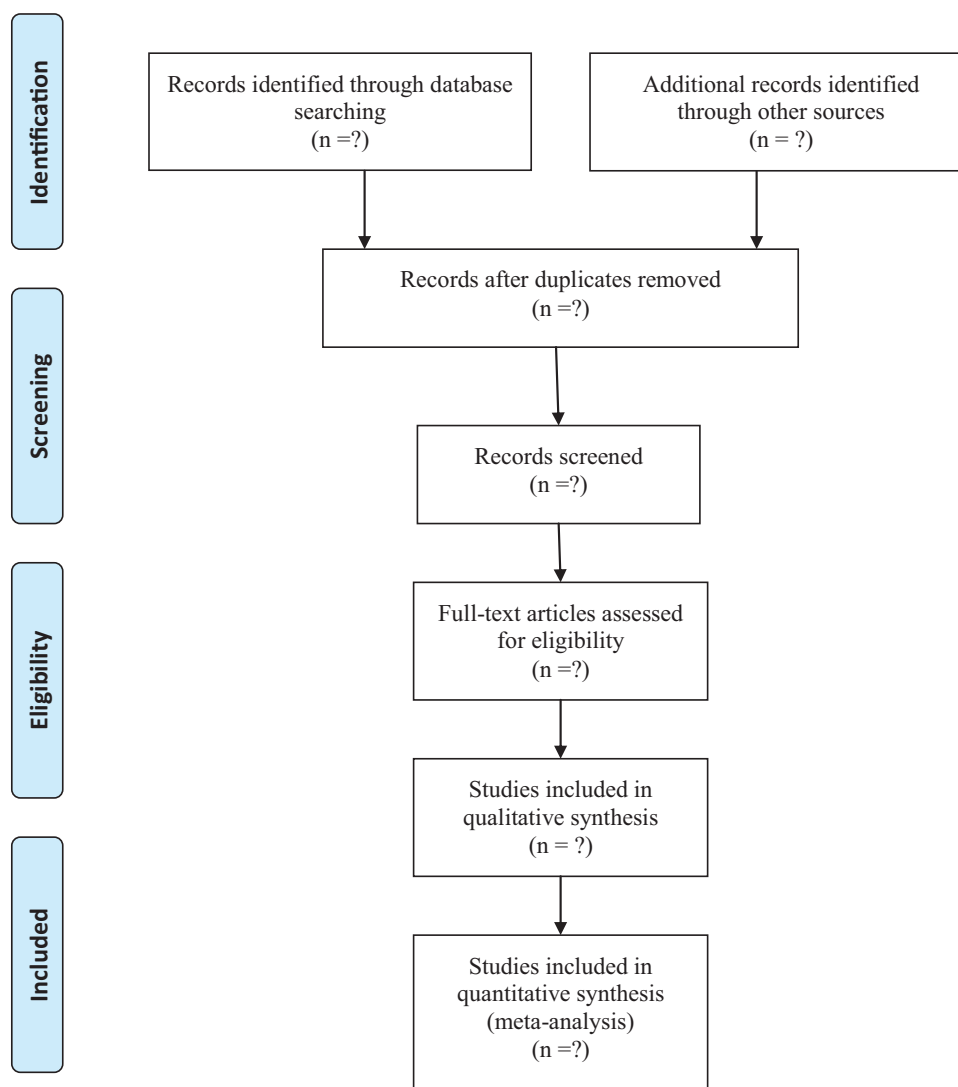 Identification
Records identified through database
searching
(n =?)
Additional records identified
through other sources
(n = ?)
Records after duplicates removed
(n =?)
Screening
Records screened
(n =?)
Eligibility
Full-text articles assessed
for eligibility
(n =?)
Studies included in
qualitative synthesis
(n = ?)
Included
Studies included in
quantitative synthesis
(meta-analysis)
(n =?)